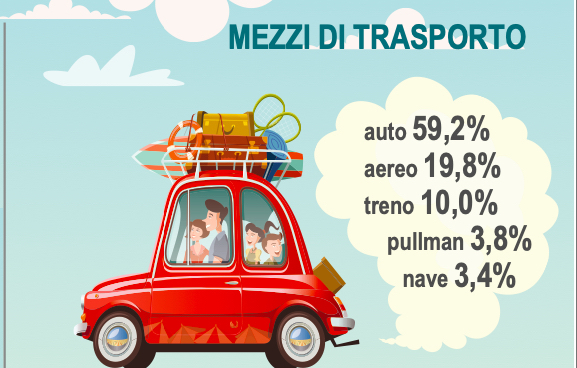 MEZZI DI TRASPORTO
auto 59,2%
aereo 19,8%
treno 10,0%
pullman 3,8%
nave 3,4%